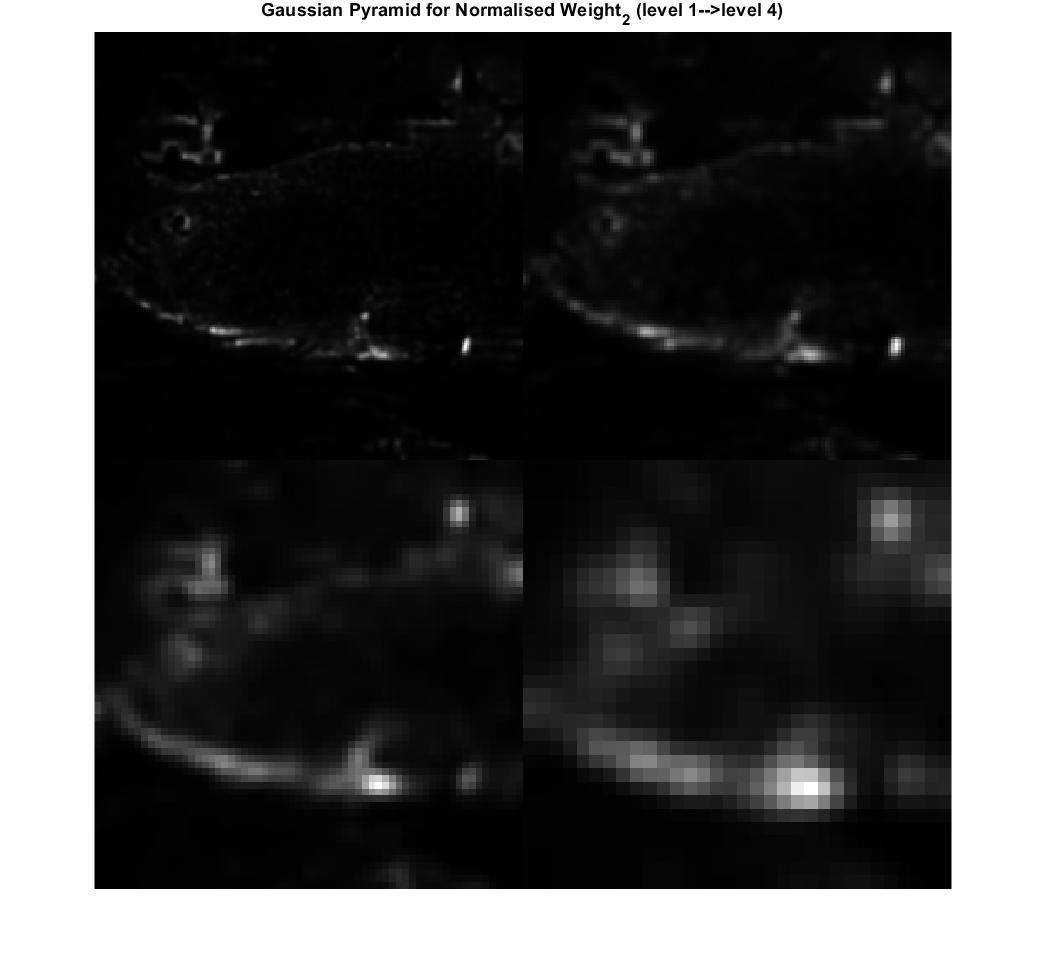 Gaussian Pyramid for Normalised Weight2 (level 1-->level 4)